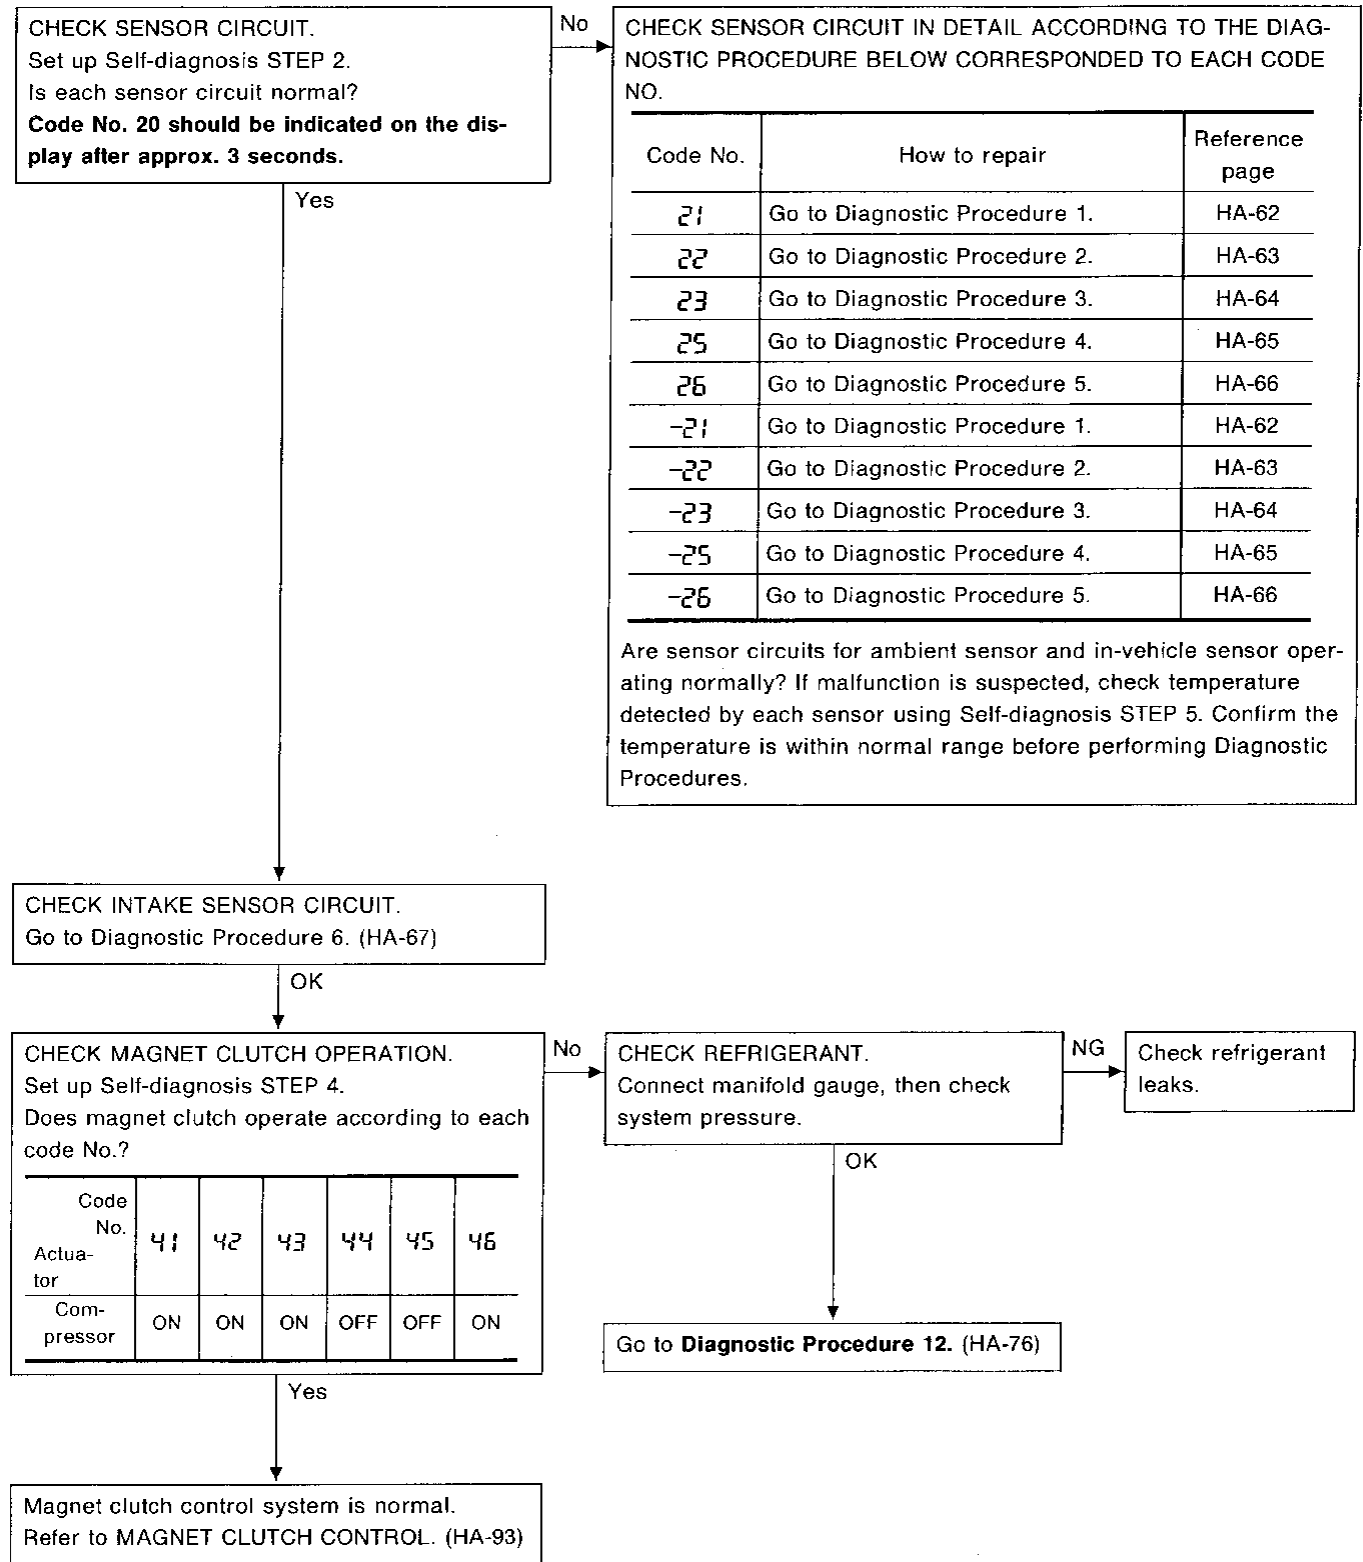 CHECK SENSOR CIRCUIT.
Set up Self-diagnosis STEP 2.
Is each sensor circuit normal?
Code No. 20 should be indicated on the dis-
play after approx. 3 seconds.
No
CHECK SENSOR CIRCUIT IN DETAIL ACCORDING TO THE DIAG-
NOSTIC PROCEDURE BELOW CORRESPONDED TO EACH CODE
NO.
Code No. How to repair Reference page
21 Go to Diagnostic Procedure 1. HA-62
22 Go to Diagnostic Procedure 2. HA-63
23 Go to Diagnostic Procedure 3. HA-64
25 Go to Diagnostic Procedure 4. HA-65
26 Go to Diagnostic Procedure 5. HA-66
-21 Go to Diagnostic Procedure 1. HA-62
-22 Go to Diagnostic Procedure 2. HA-63
-23 Go to Diagnostic Procedure 3. HA-64
-25 Go to Diagnostic Procedure 4. HA-65
-26 Go to Diagnostic Procedure 5. HA-66
Are sensor circuits for ambient sensor and in-vehicle sensor oper-
ating normally? If malfunction is suspected, check temperature
detected by each sensor using Self-diagnosis STEP 5. Confirm the
temperature is within normal range before performing Diagnostic
Procedures.
Yes
CHECK INTAKE SENSOR CIRCUIT.
Go to Diagnostic Procedure 6. (HA-67)
OK
CHECK MAGNET CLUTCH OPERATION.
Set up Self-diagnosis STEP 4.
Does magnet clutch operate according to each
code No.?
Code
No.
Actua-
tor
41 42 43 44 45 46
Com-
pressor
ON ON ON OFF OFF ON
No
CHECK REFRIGERANT.
Connect manifold gauge, then check
system pressure.
NG
Check refrigerant
leaks.
OK
Go to Diagnostic Procedure 12. (HA-76)
Yes
Magnet clutch control system is normal.
Refer to MAGNET CLUTCH CONTROL. (HA-93)